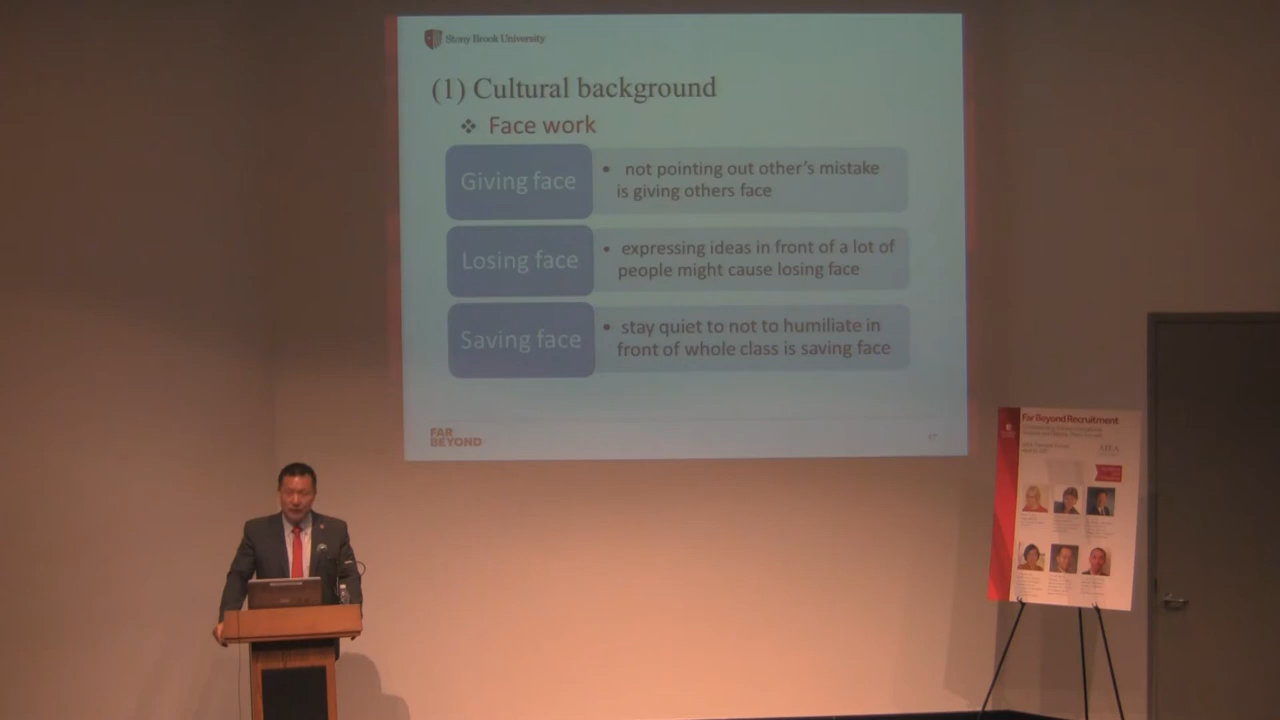 Stony Brook University
(1) Cultural background
❖ Face work
Giving face
• not pointing out other's mistake
is giving others face
Losing face
• expressing ideas in front of a lot of
people might cause losing face
Saving face
• stay quiet to not to humiliate in
front of whole class is saving face
FAR
BEYOND
17
Far Beyond Recruitment
AIEA